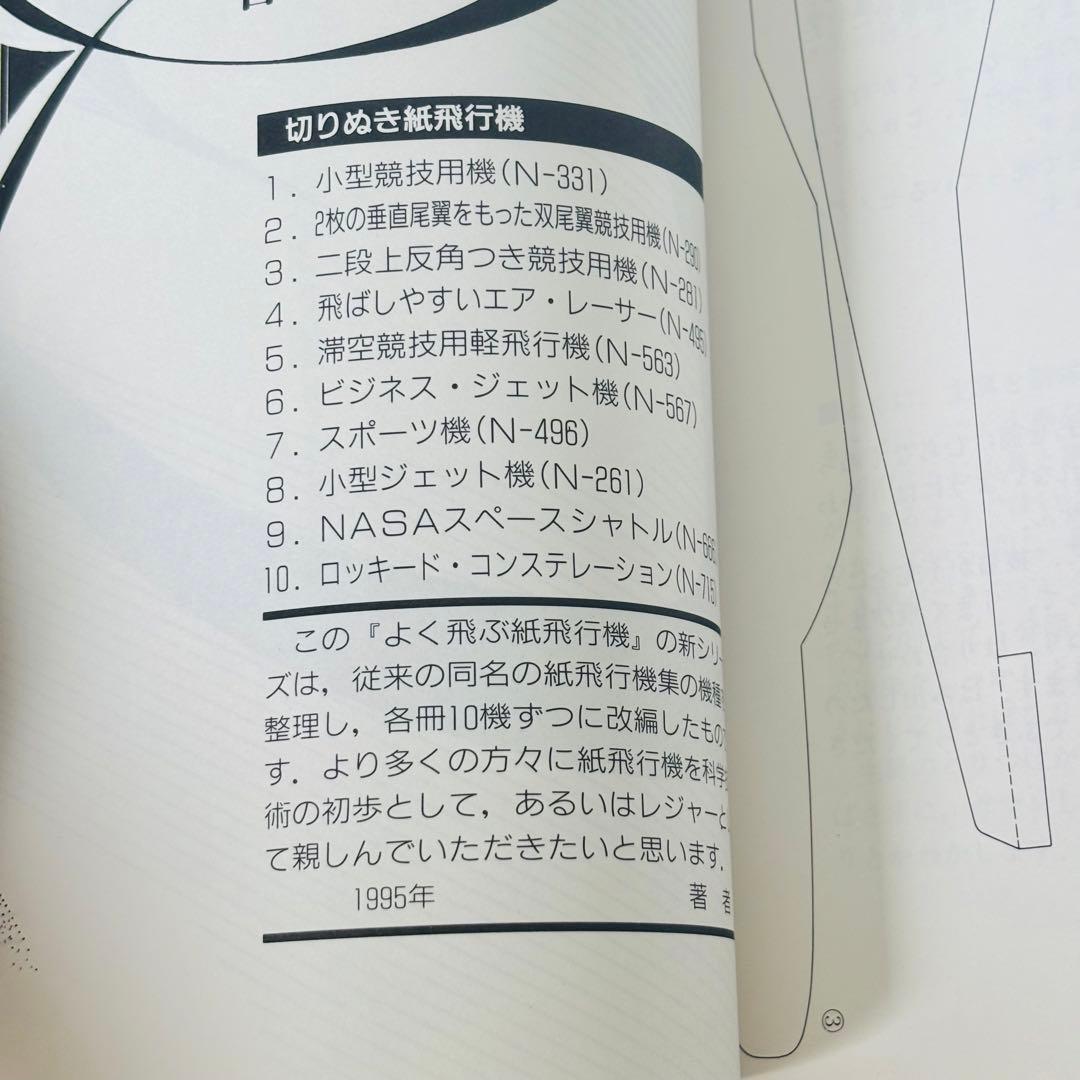 切りぬき紙飛行機
1. 小型競技用機(N-331)
2. 2枚の垂直尾翼をもった双尾翼競技用機(N-290)
3. 二段上反角つき競技用機(N-281)
4. 飛ばしやすいエア・レーサー(N-495)
5. 滞空競技用軽飛行機(N-563)
6. ビジネス・ジェット機(N-567)
7. スポーツ機(N-496)
8. 小型ジェット機(N-261)
9. NASAスペースシャトル(N-666
10. ロッキード・コンステレーション(N-715)
この『よく飛ぶ紙飛行機』の新シリー
ズは，従来の同名の紙飛行機集の機種
整理し，各冊10機ずつに改編したもの
す．より多くの方々に紙飛行機を科学
術の初歩として，あるいはレジャーと
て親しんでいただきたいと思います．
1995年 著者
③